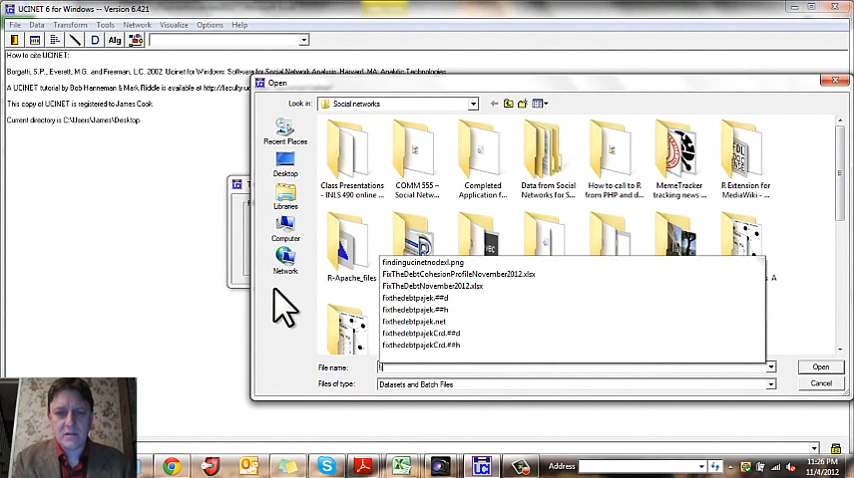 UCINET 6 for Windows -- Version 6.421
File Data Transform Tools Network Visualize Options Help
D Alg
How to cite UCINET:
Borgatti, S.P., Everett, M.G. and Freeman, L.C. 2002. Ucinet for Windows: Software for Social Network Analysis. Harvard, MA: Analytic Technologies.
A UCINET tutorial by Bob Hanneman & Mark Riddle is available at http://faculty.uc
This copy of UCINET is registered to James Cook
Current directory is C:\Users\James\Desktop
Open
Look in: Social networks
Recent Places
Desktop
Libraries
Computer
Network
Class Presentations - INLS 490 online ...
COMM 555 – Social Netw...
Completed Application f...
Data from Social Networks for S...
How to call to R from PHP and d...
MemeTracker tracking news ...
R Extension for MediaWiki - ...
R-Apache_files
findingucinetnodexl.png
FixTheDebtCohesionProfileNovember2012.xlsx
FixTheDebtNovember2012.xlsx
fixthedebtpajek.##d
fixthedebtpajek.##h
fixthedebtpajek.net
fixthedebtpajekCrd.##d
fixthedebtpajekCrd.##h
File name:
Open
Files of type: Datasets and Batch Files
Cancel
Address
11:26 PM
11/4/2012